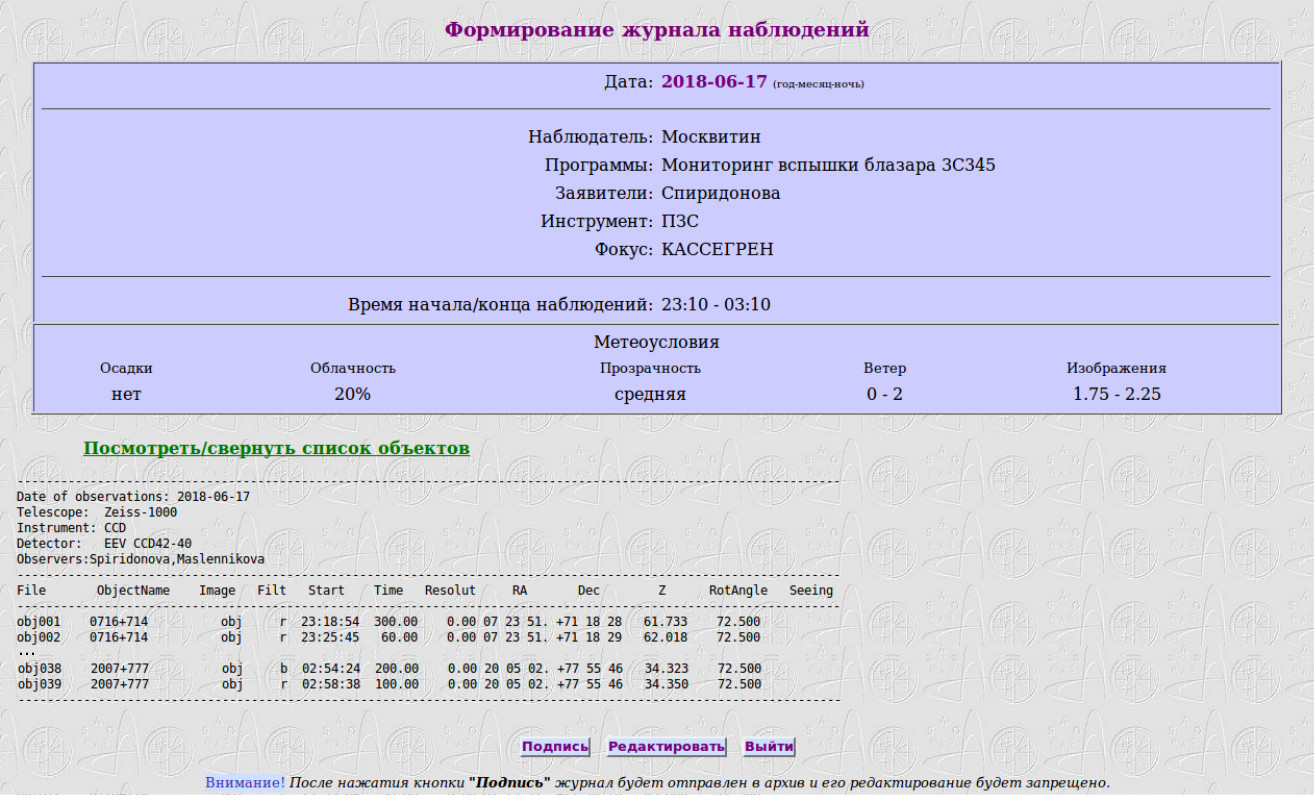 Формирование журнала наблюдений
Дата: 2018-06-17 (год-месяц-ночь)
Наблюдатель: Москвитин
Программы: Мониторинг вспышки блазара 3C345
Заявители: Спиридонова
Инструмент: ПЗС
Фокус: КАССЕГРЕН
Время начала/конца наблюдений: 23:10 - 03:10
Метеоусловия
Осадки Облачность Прозрачность Ветер Изображения
нет 20% средняя 0 - 2 1.75 - 2.25
Посмотреть/свернуть список объектов
Date of observations: 2018-06-17
Telescope: Zeiss-1000
Instrument: CCD
Detector: EEV CCD42-40
Observers:Spiridonova,Maslennikova
File ObjectName Image Filt Start Time Resolut RA Dec Z RotAngle Seeing
obj001 0716+714 obj r 23:18:54 300.00 0.00 07 23 51. +71 18 28 61.733 72.500
obj002 0716+714 obj r 23:25:45 60.00 0.00 07 23 51. +71 18 29 62.018 72.500
...
obj038 2007+777 obj b 02:54:24 200.00 0.00 20 05 02. +77 55 46 34.323 72.500
obj039 2007+777 obj r 02:58:38 100.00 0.00 20 05 02. +77 55 46 34.350 72.500
Подпись Редактировать Выйти
Внимание! После нажатия кнопки "Подпись" журнал будет отправлен в архив и его редактирование будет запрещено.